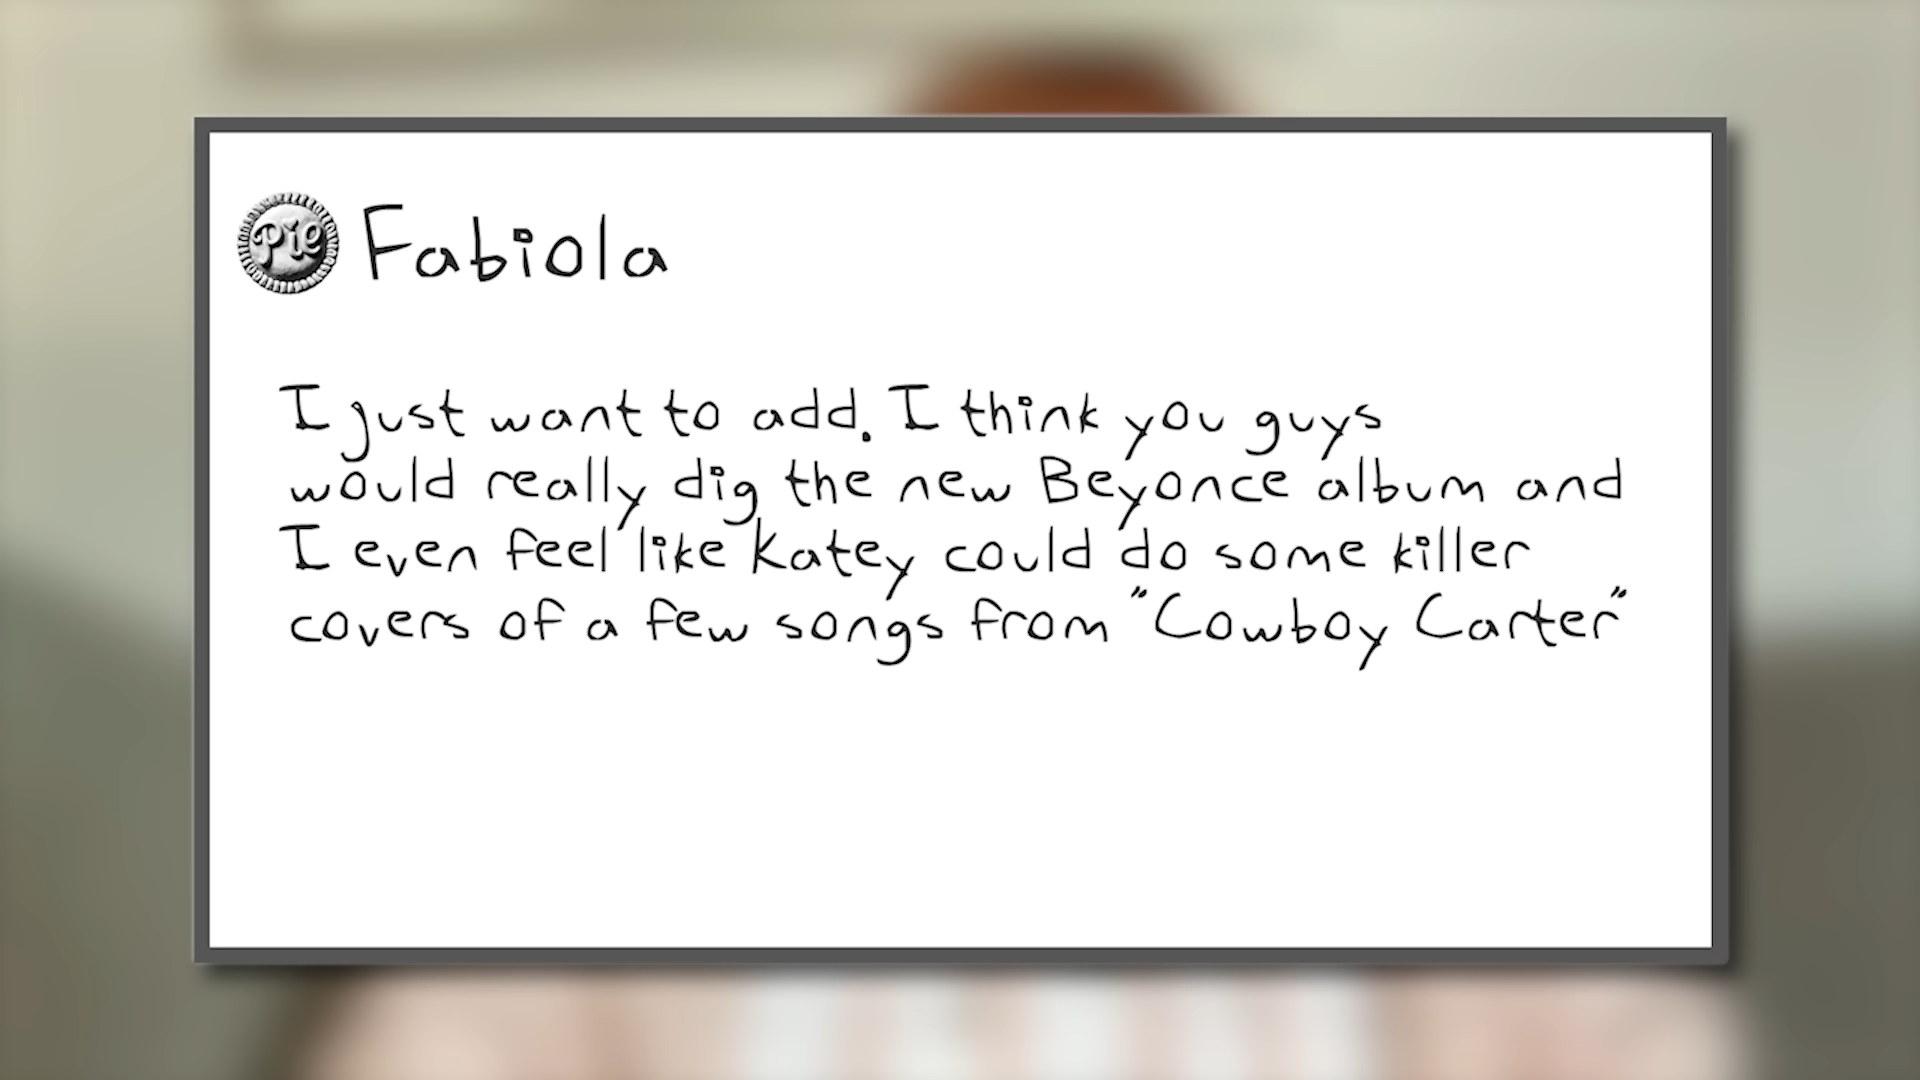 Pie
Fabiola
I just want to add. I think you guys
would really dig the new Beyonce album and
I even feel like Katey could do some killer
covers of a few songs from "Cowboy Carter"